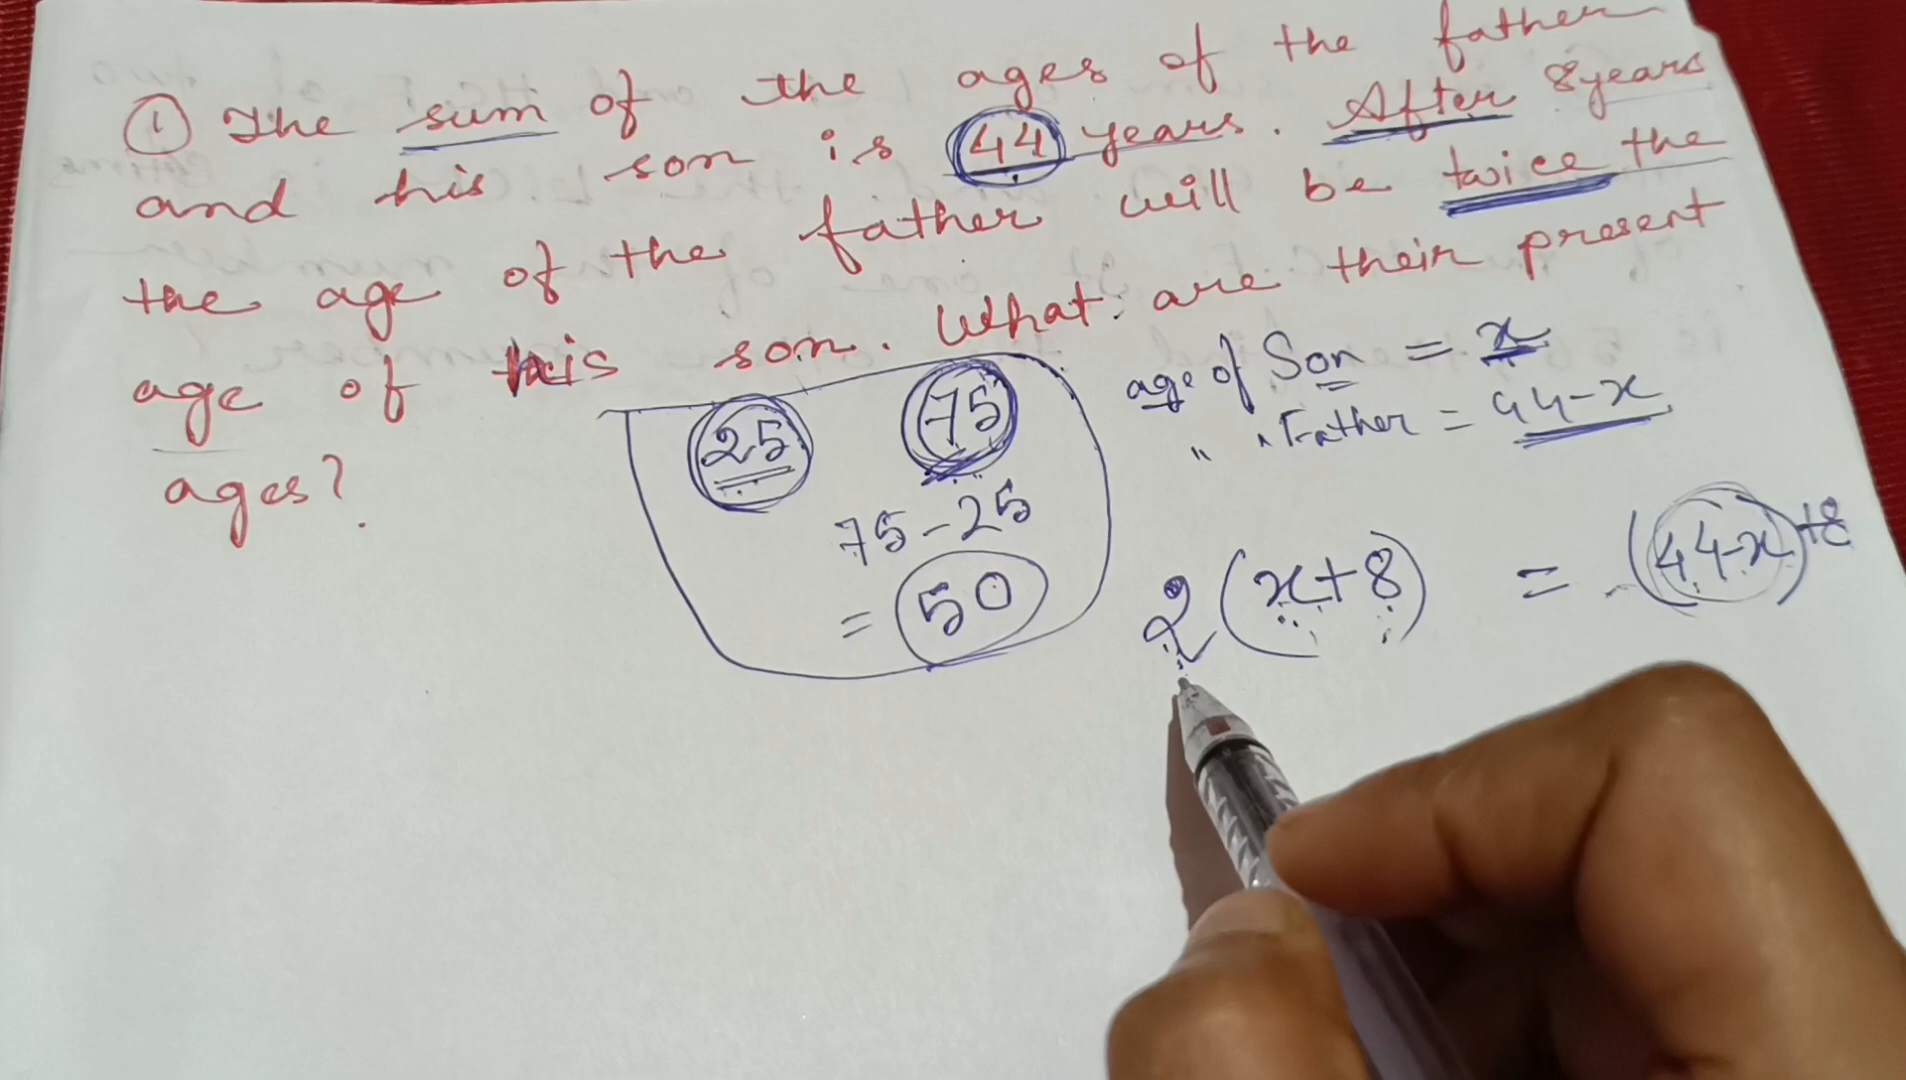 ① The sum of the ages of the father
and his son is 44 years. After 8 years
the age of the father will be twice the
age of his son. What are their present
ages?
25 75
75-25
= 50
age of Son = x
" " Father = 44-x
2(x+8) = (44-x)+8